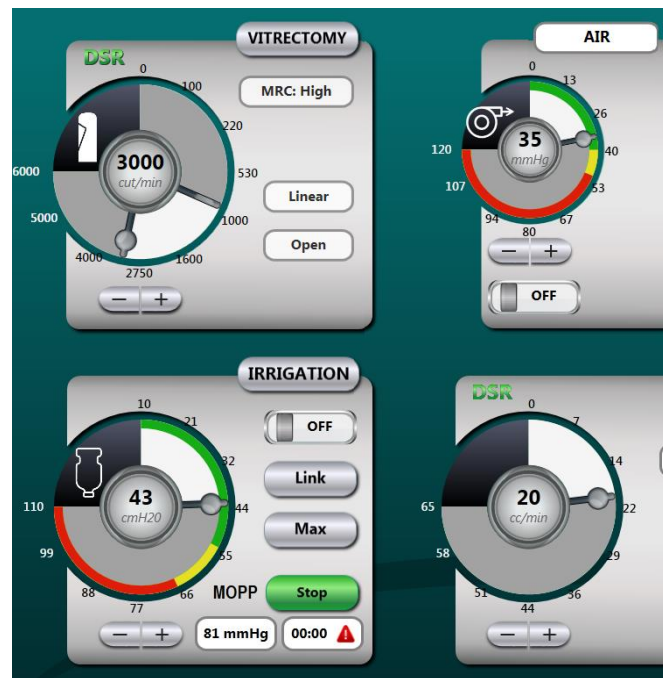 VITRECTOMY
DSR
0
100
220
530
1000
1600
2750
4000
5000
6000
3000
cut/min
MRC: High
Linear
Open
− +
AIR
0
13
26
40
53
67
80
94
107
120
35
mmHg
− +
OFF
IRRIGATION
10
21
32
44
55
66
77
88
99
110
43
cmH20
OFF
Link
Max
MOPP Stop
− + 81 mmHg 00:00
DSR
0
7
14
22
29
36
44
51
58
65
20
cc/min
− +